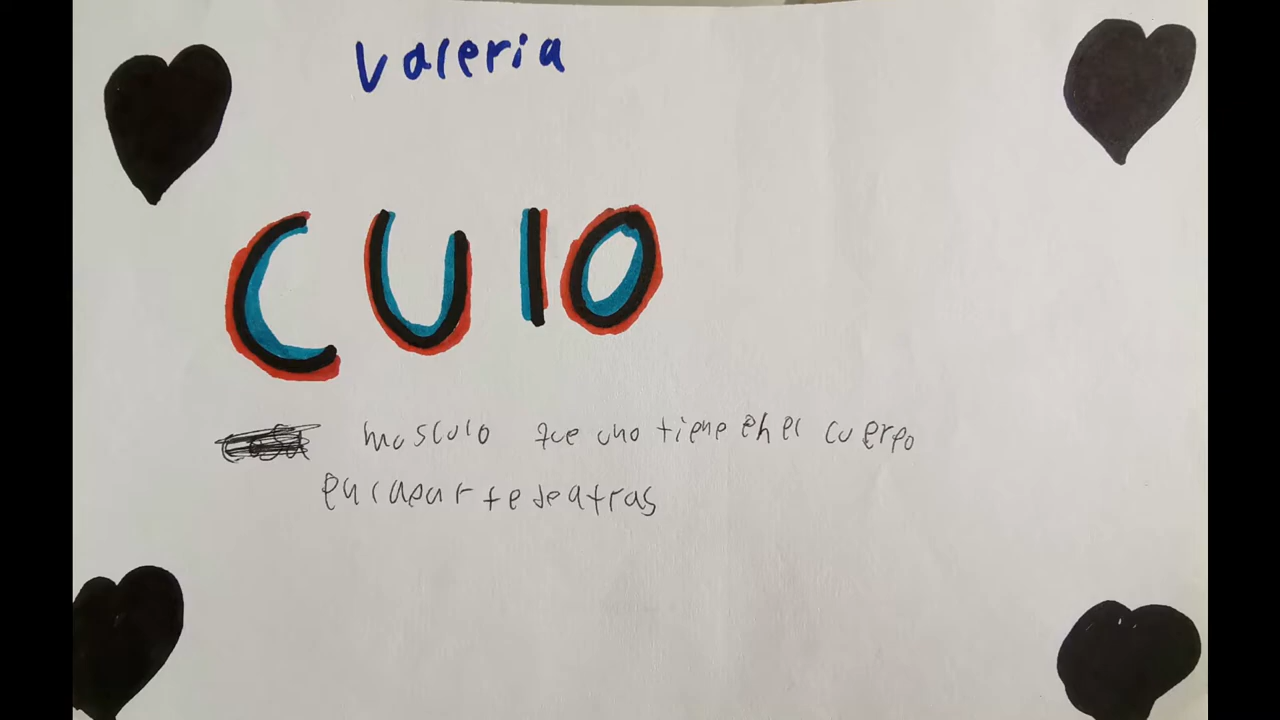 Valeria
CUlO
musculo que uno tiene en el cuerpo
en la parte de atras